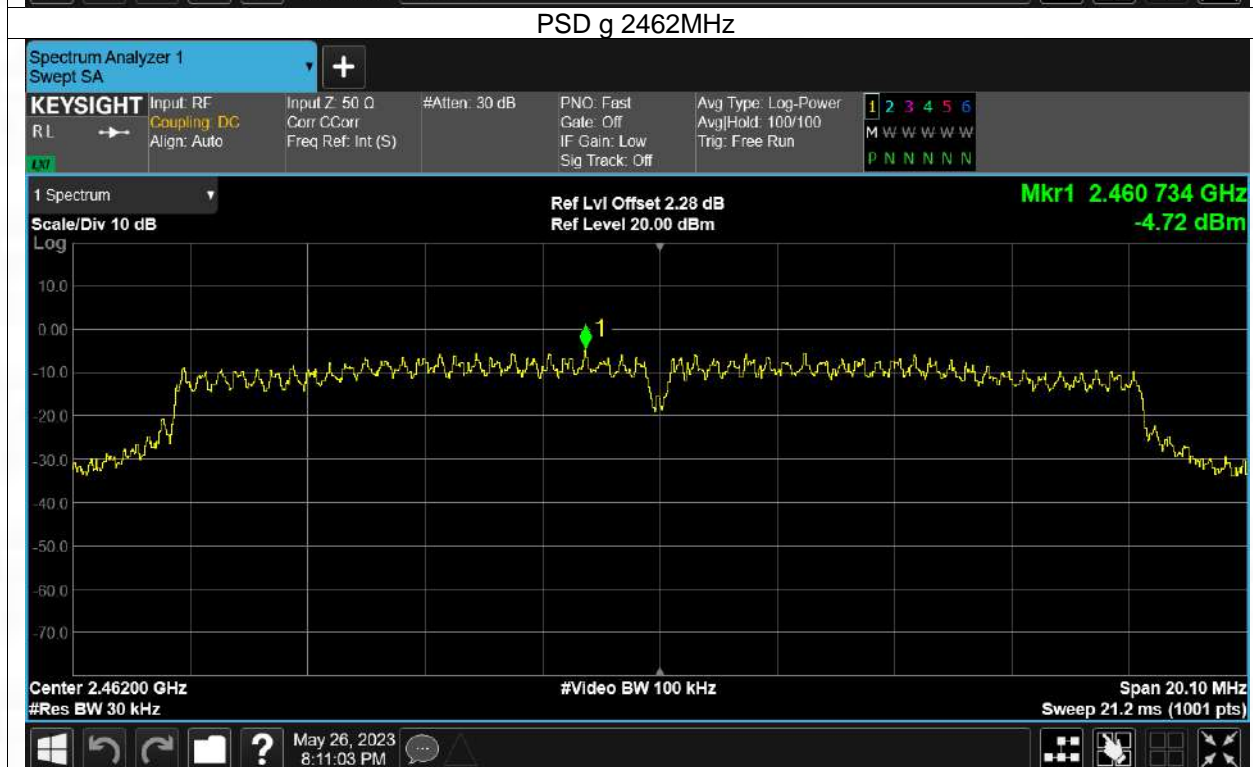 PSD g 2462MHz
Spectrum Analyzer 1
Swept SA
+
KEYSIGHT
RL
LXI
Input: RF
Coupling: DC
Align: Auto
Input Z: 50 Ω
Corr CCorr
Freq Ref: Int (S)
#Atten: 30 dB
PNO: Fast
Gate: Off
IF Gain: Low
Sig Track: Off
Avg Type: Log-Power
Avg|Hold: 100/100
Trig: Free Run
1 2 3 4 5 6
M W W W W W
P N N N N N
1 Spectrum
Scale/Div 10 dB
Ref Lvl Offset 2.28 dB
Ref Level 20.00 dBm
Mkr1 2.460 734 GHz
-4.72 dBm
Log
10.0
0.00
1
-10.0
-20.0
-30.0
-40.0
-50.0
-60.0
-70.0
Center 2.46200 GHz
#Video BW 100 kHz
Span 20.10 MHz
#Res BW 30 kHz
Sweep 21.2 ms (1001 pts)
?
May 26, 2023
8:11:03 PM